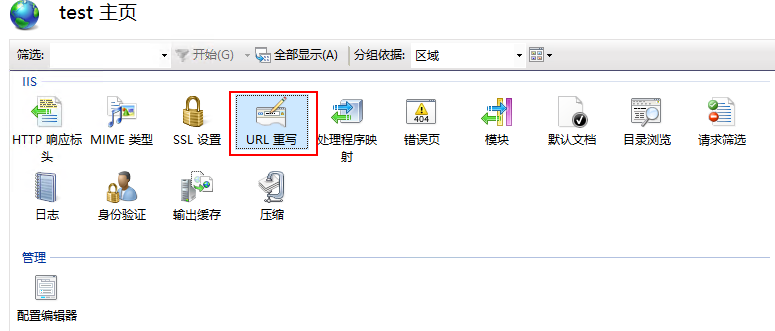 test 主页
筛选: 开始(G) 全部显示(A) 分组依据: 区域
IIS
HTTP 响应标头 MIME 类型 SSL 设置 URL 重写 处理程序映射 错误页 模块 默认文档 目录浏览 请求筛选
404
日志 身份验证 输出缓存 压缩
管理
配置编辑器